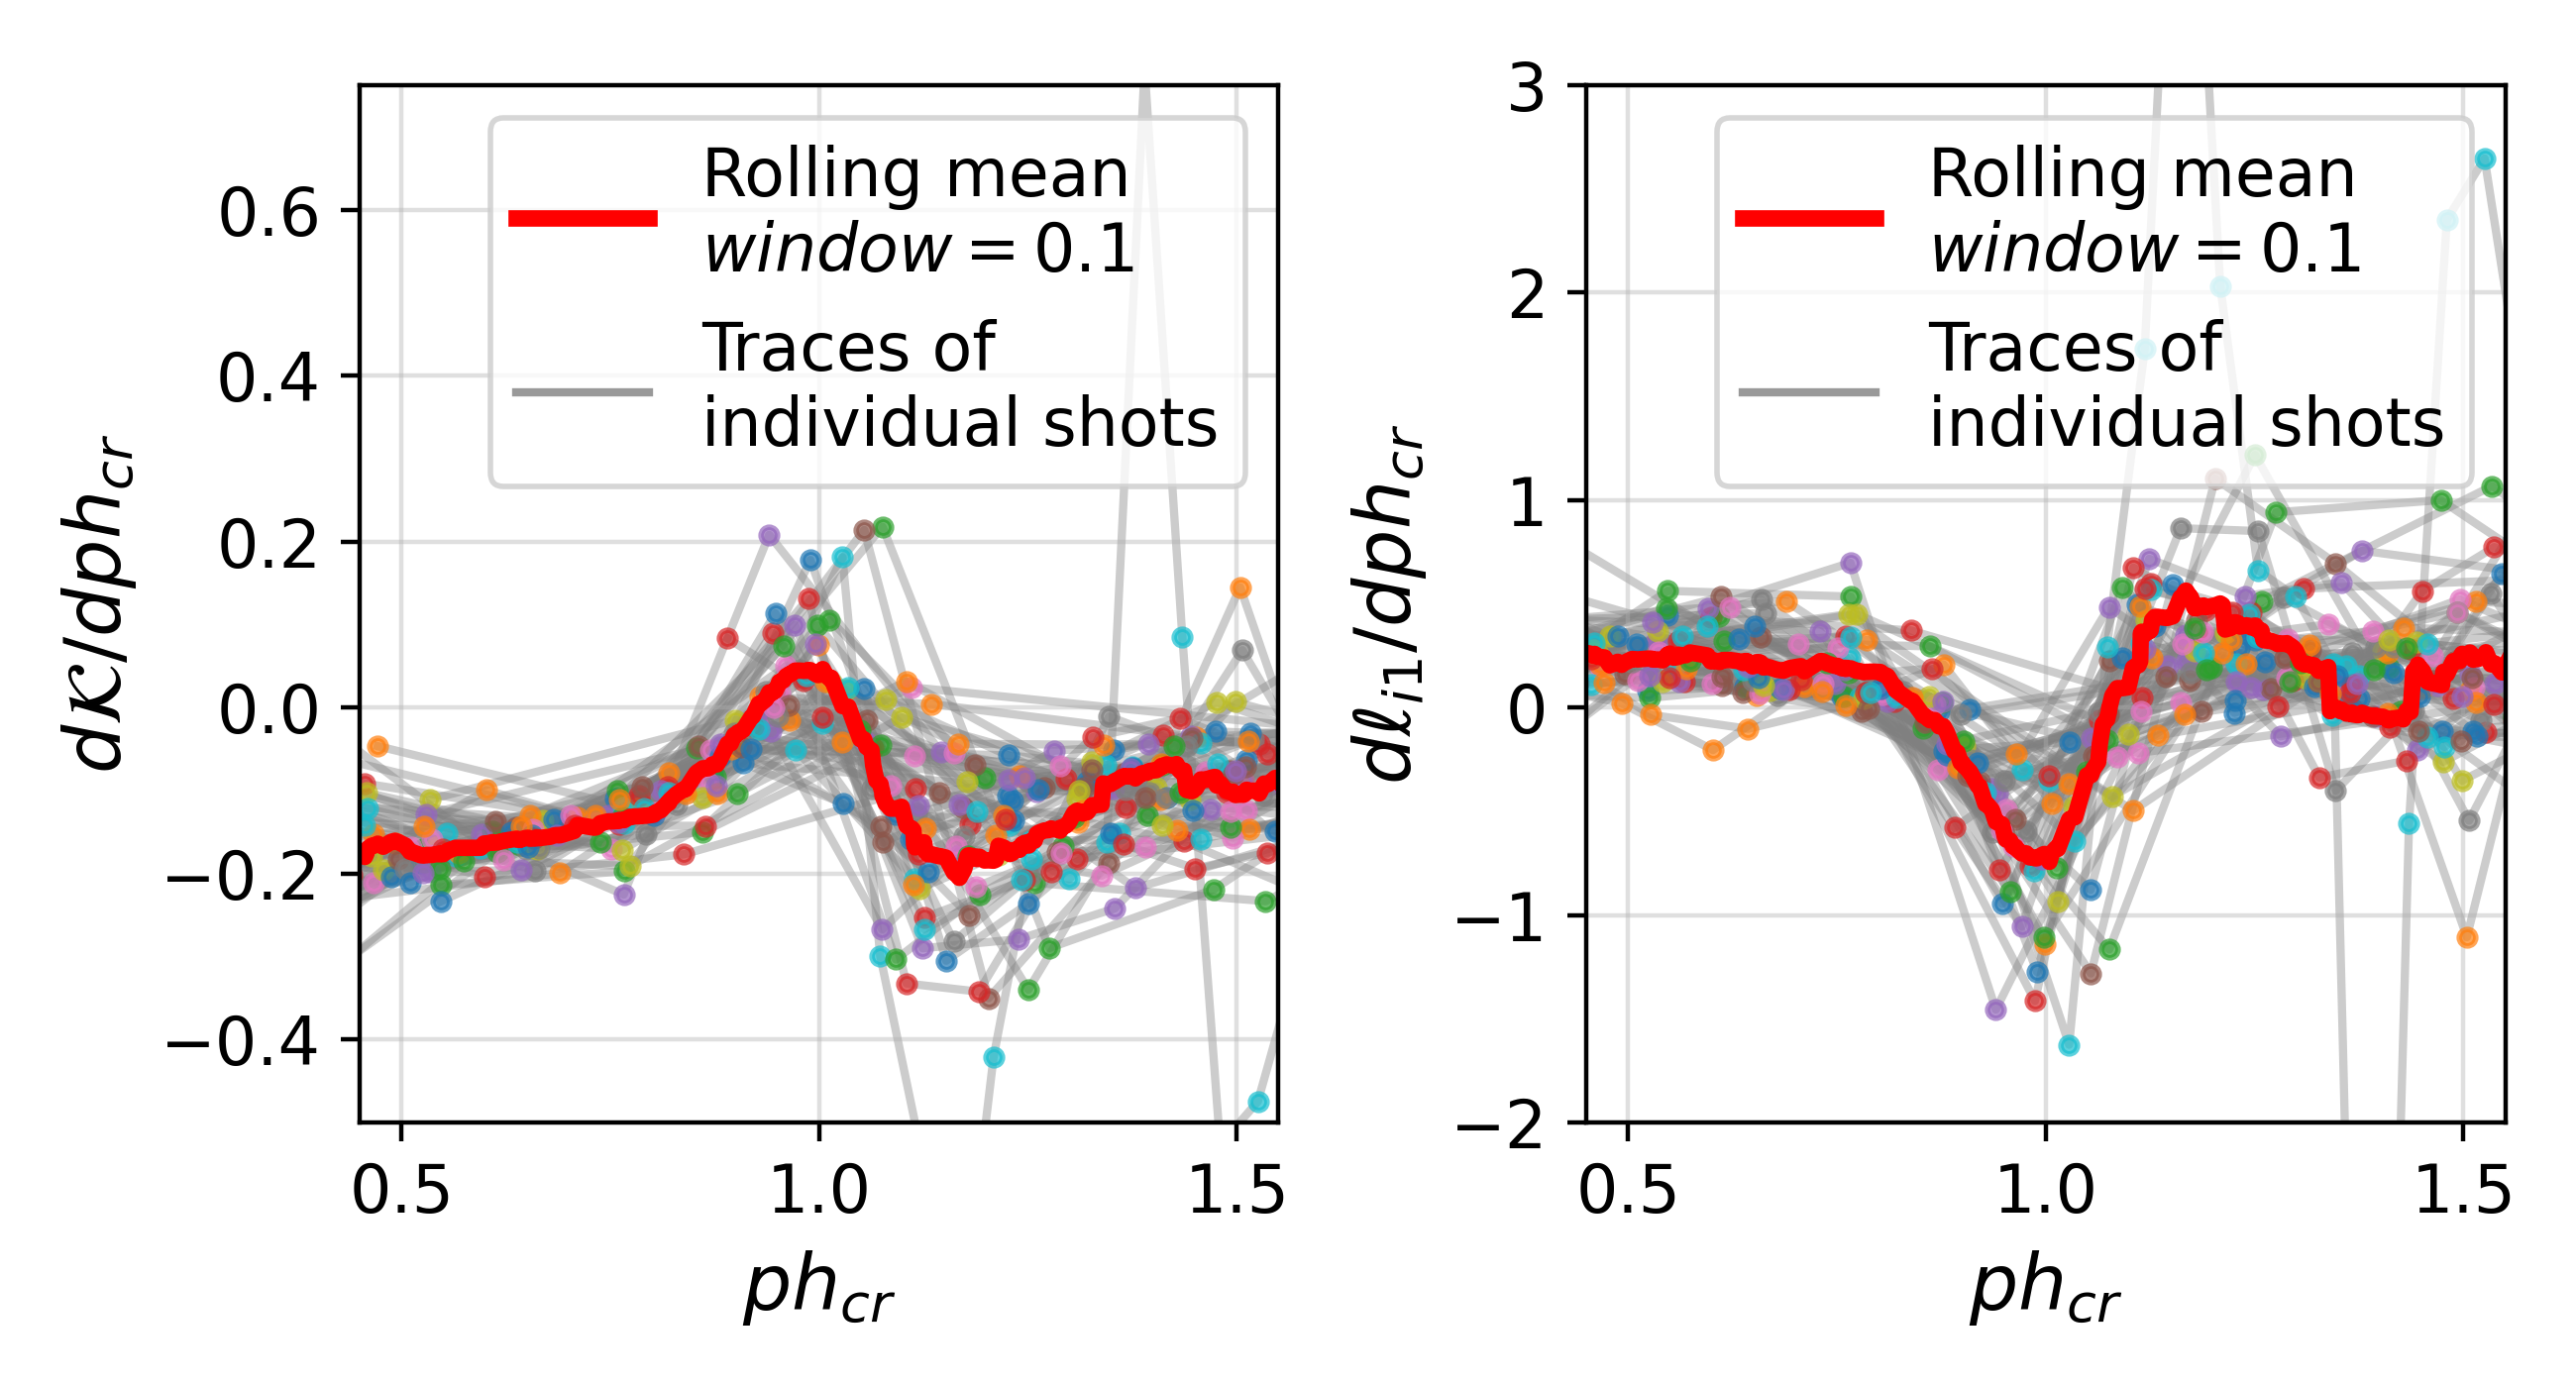 Rolling mean
window = 0.1
Traces of
individual shots
0.6
0.4
0.2
0.0
−0.2
−0.4
0.5
1.0
1.5
d𝒦/dph_cr
ph_cr
Rolling mean
window = 0.1
Traces of
individual shots
3
2
1
0
−1
−2
0.5
1.0
1.5
dℓ_i1/dph_cr
ph_cr